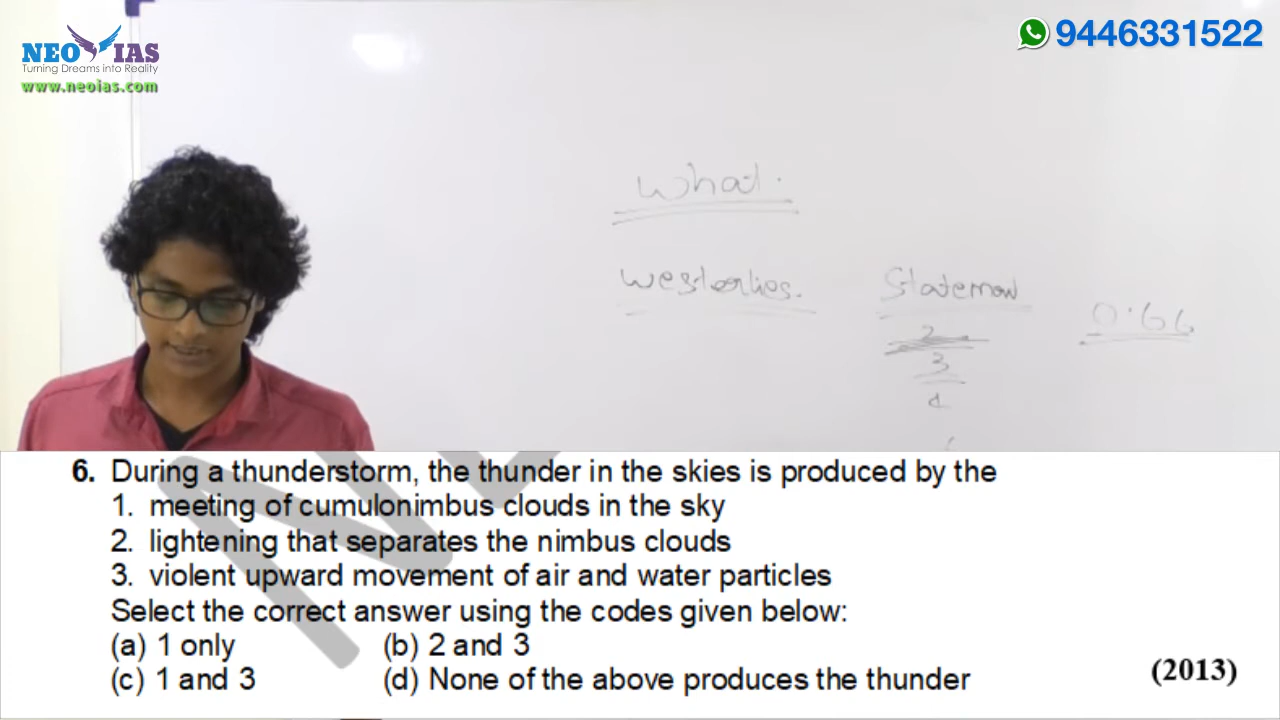 NEO IAS
Turning Dreams into Reality
www.neoias.com
9446331522
What.
westerlies.
Statemen
0.66
2
3
6. During a thunderstorm, the thunder in the skies is produced by the
1. meeting of cumulonimbus clouds in the sky
2. lightening that separates the nimbus clouds
3. violent upward movement of air and water particles
Select the correct answer using the codes given below:
(a) 1 only (b) 2 and 3
(c) 1 and 3 (d) None of the above produces the thunder
(2013)